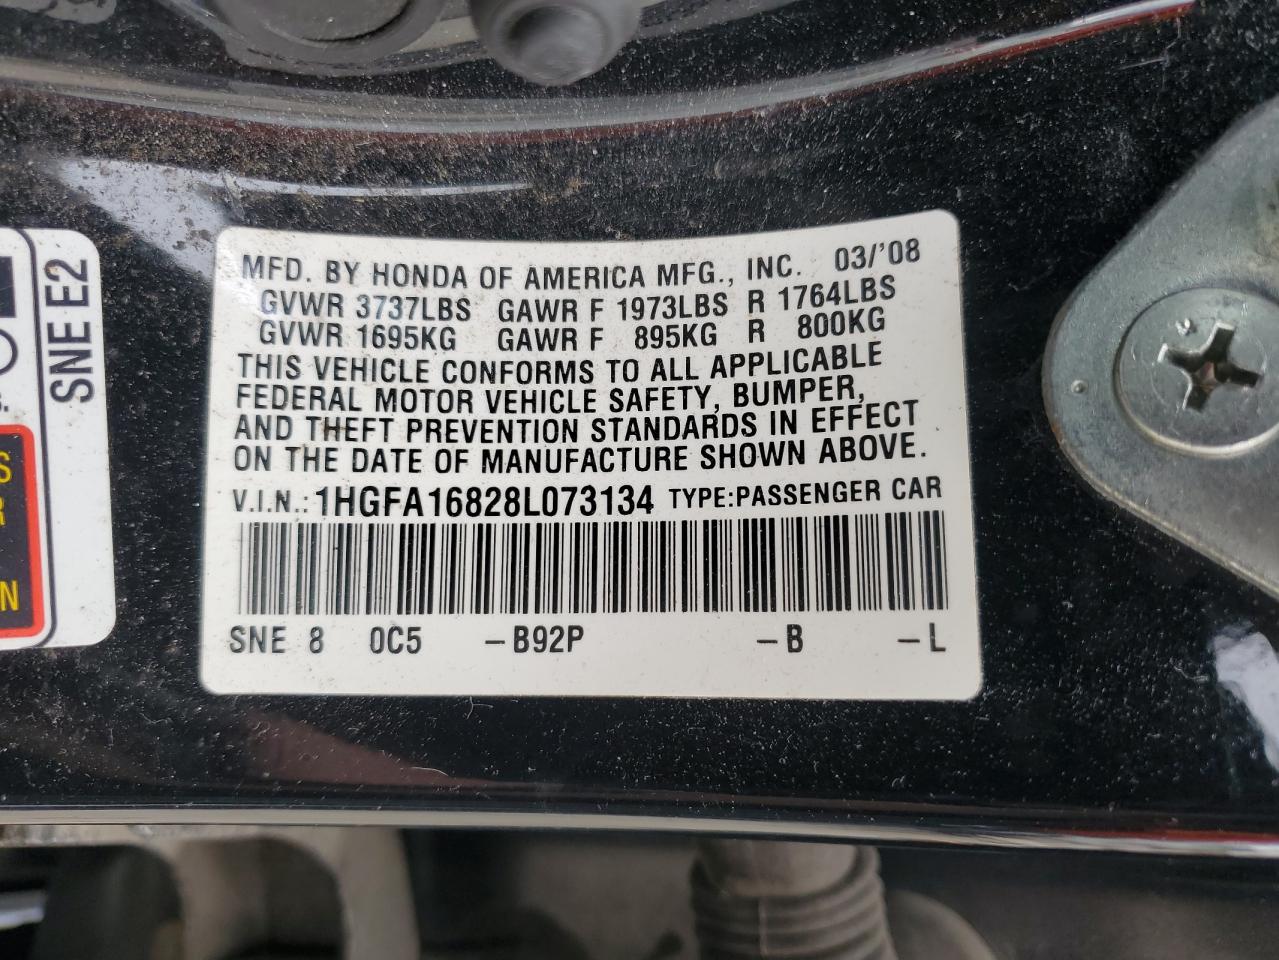 MFD. BY HONDA OF AMERICA MFG., INC. 03/'08
GVWR 3737LBS GAWR F 1973LBS R 1764LBS
GVWR 1695KG GAWR F 895KG R 800KG
THIS VEHICLE CONFORMS TO ALL APPLICABLE
FEDERAL MOTOR VEHICLE SAFETY, BUMPER,
AND THEFT PREVENTION STANDARDS IN EFFECT
ON THE DATE OF MANUFACTURE SHOWN ABOVE.
V.I.N.: 1HGFA16828L073134 TYPE:PASSENGER CAR
SNE 8 0C5 -B92P -B -L
SNE E2